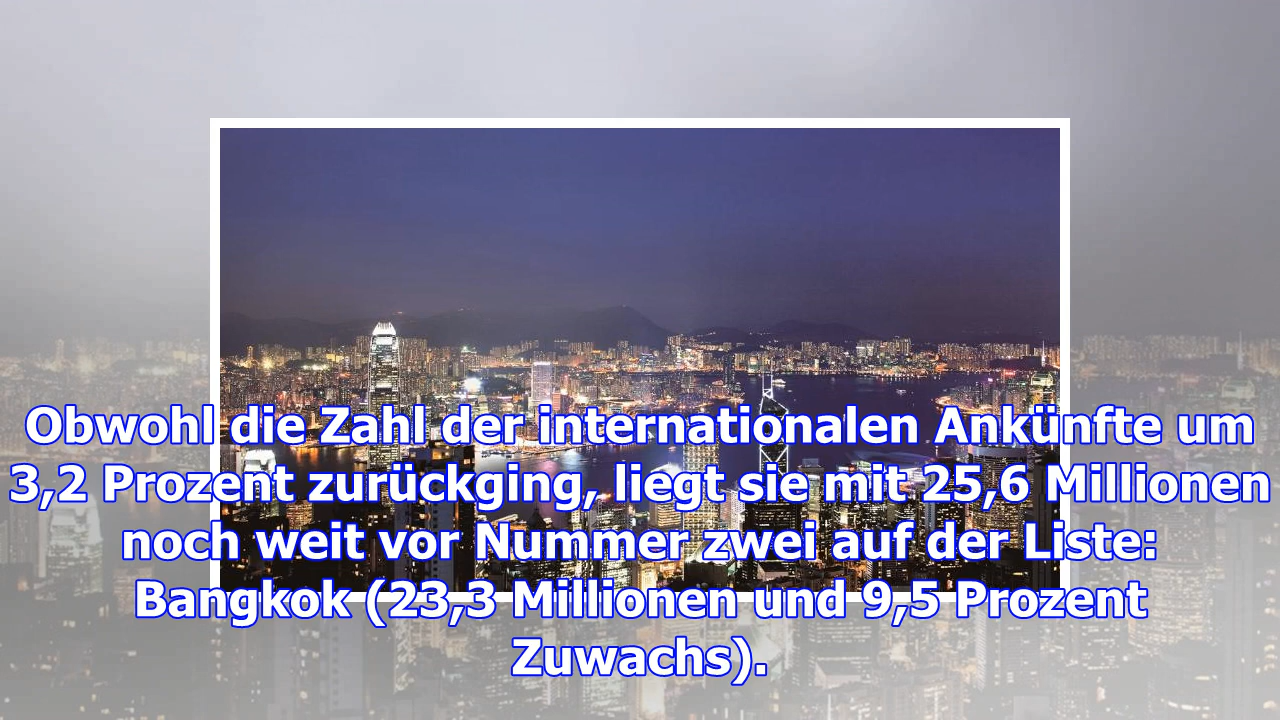 Obwohl die Zahl der internationalen Ankünfte um
3,2 Prozent zurückging, liegt sie mit 25,6 Millionen
noch weit vor Nummer zwei auf der Liste:
Bangkok (23,3 Millionen und 9,5 Prozent
Zuwachs).